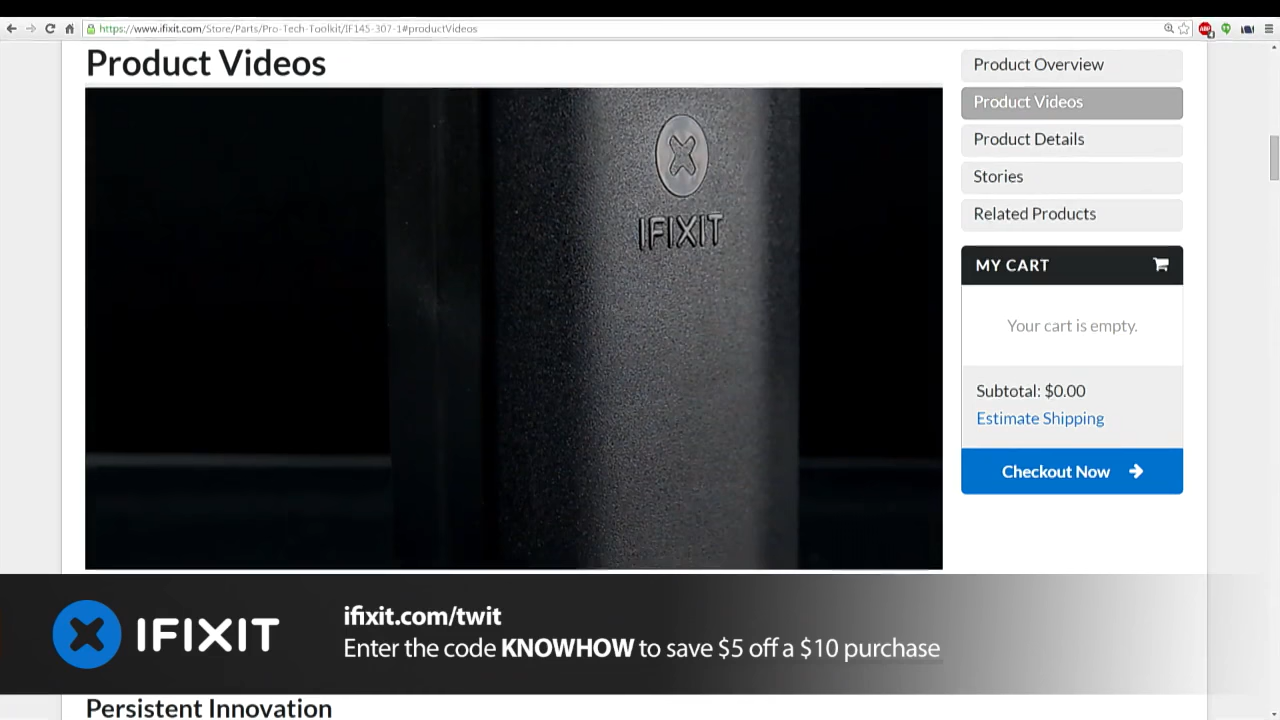 https://www.ifixit.com/Store/Parts/Pro-Tech-Toolkit/IF145-307-1#productVideos
ABP
Product Videos
IFIXIT
Product Overview
Product Videos
Product Details
Stories
Related Products
MY CART
Your cart is empty.
Subtotal: $0.00
Estimate Shipping
Checkout Now
IFIXIT
ifixit.com/twit
Enter the code KNOWHOW to save $5 off a $10 purchase
Persistent Innovation